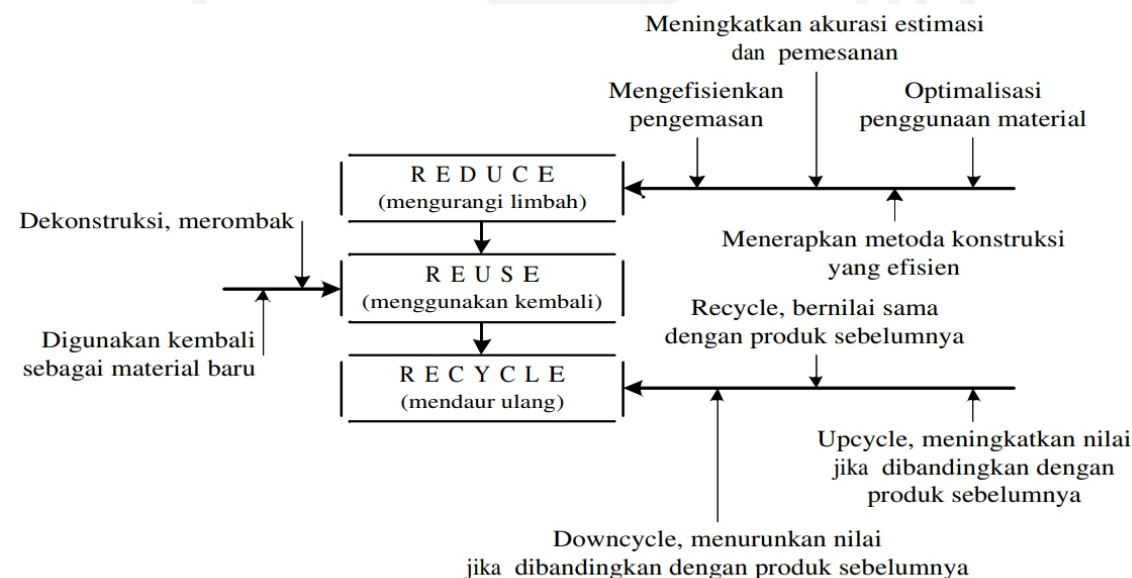 Meningkatkan akurasi estimasi
dan pemesanan
Mengefisienkan
pengemasan
Optimalisasi
penggunaan material
R E D U C E
(mengurangi limbah)
Dekonstruksi, merombak
Menerapkan metoda konstruksi
yang efisien
R E U S E
(menggunakan kembali)
Digunakan kembali
sebagai material baru
Recycle, bernilai sama
dengan produk sebelumnya
R E C Y C L E
(mendaur ulang)
Upcycle, meningkatkan nilai
jika dibandingkan dengan
produk sebelumnya
Downcycle, menurunkan nilai
jika dibandingkan dengan produk sebelumnya